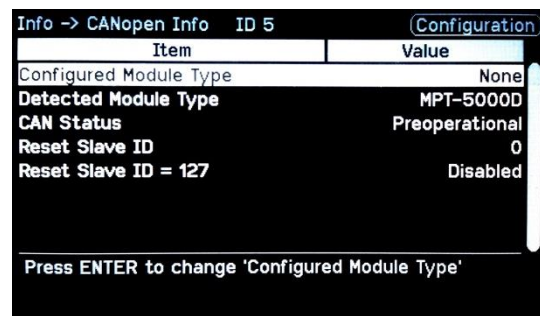 Info -> CANopen Info ID 5 Configuration
Item Value
Configured Module Type None
Detected Module Type MPT-5000D
CAN Status Preoperational
Reset Slave ID 0
Reset Slave ID = 127 Disabled
Press ENTER to change 'Configured Module Type'